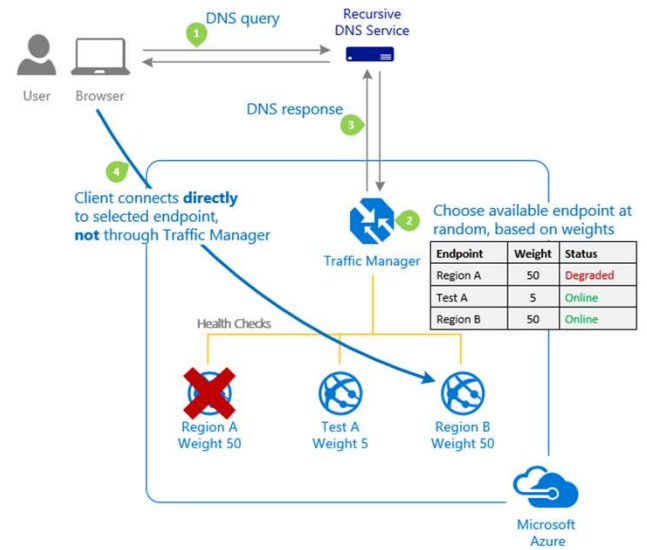 DNS query
1
Recursive
DNS Service
User
Browser
DNS response
3
4
Client connects directly
to selected endpoint,
not through Traffic Manager
2
Choose available endpoint at
random, based on weights
Traffic Manager
Endpoint Weight Status
Region A 50 Degraded
Test A 5 Online
Region B 50 Online
Health Checks
Region A
Weight 50
Test A
Weight 5
Region B
Weight 50
Microsoft
Azure